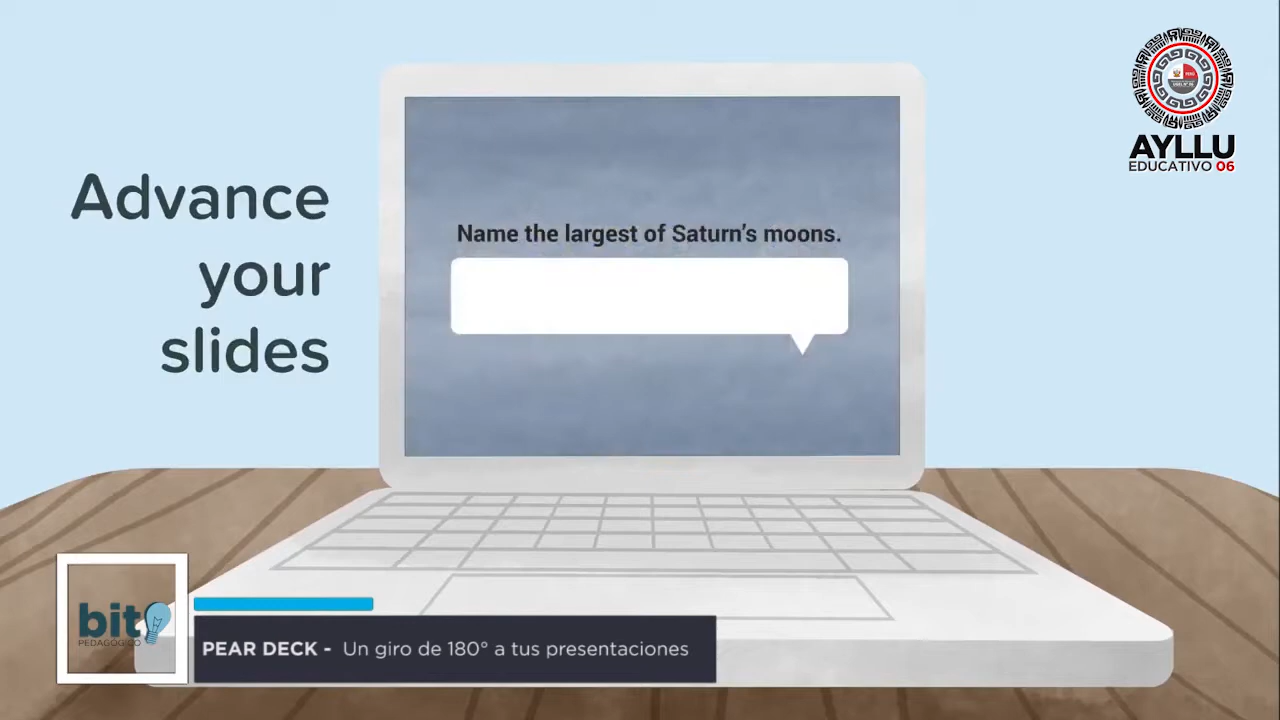 Advance
your
slides
Name the largest of Saturn's moons.
AYLLU
EDUCATIVO 06
bit
PEDAGÓGICO
PEAR DECK - Un giro de 180° a tus presentaciones